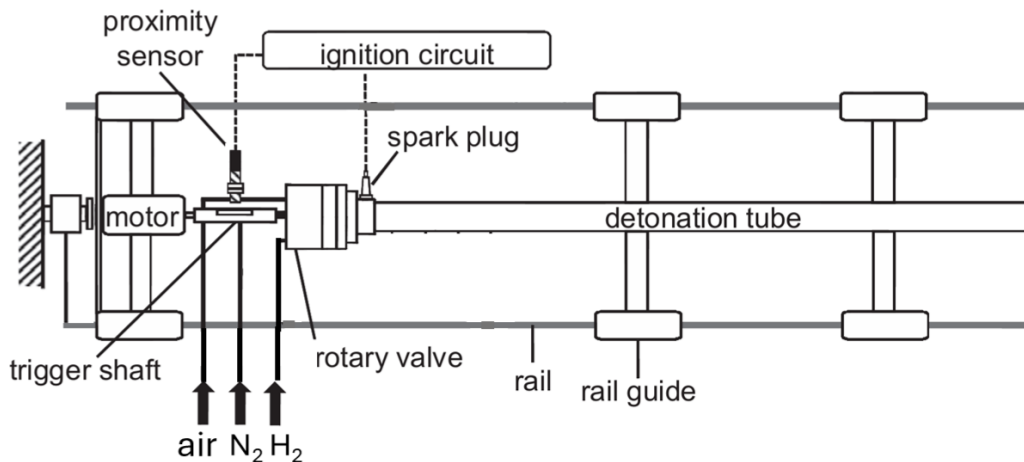 proximity
sensor
ignition circuit
spark plug
motor
detonation tube
trigger shaft
rotary valve
rail
rail guide
air N₂ H₂